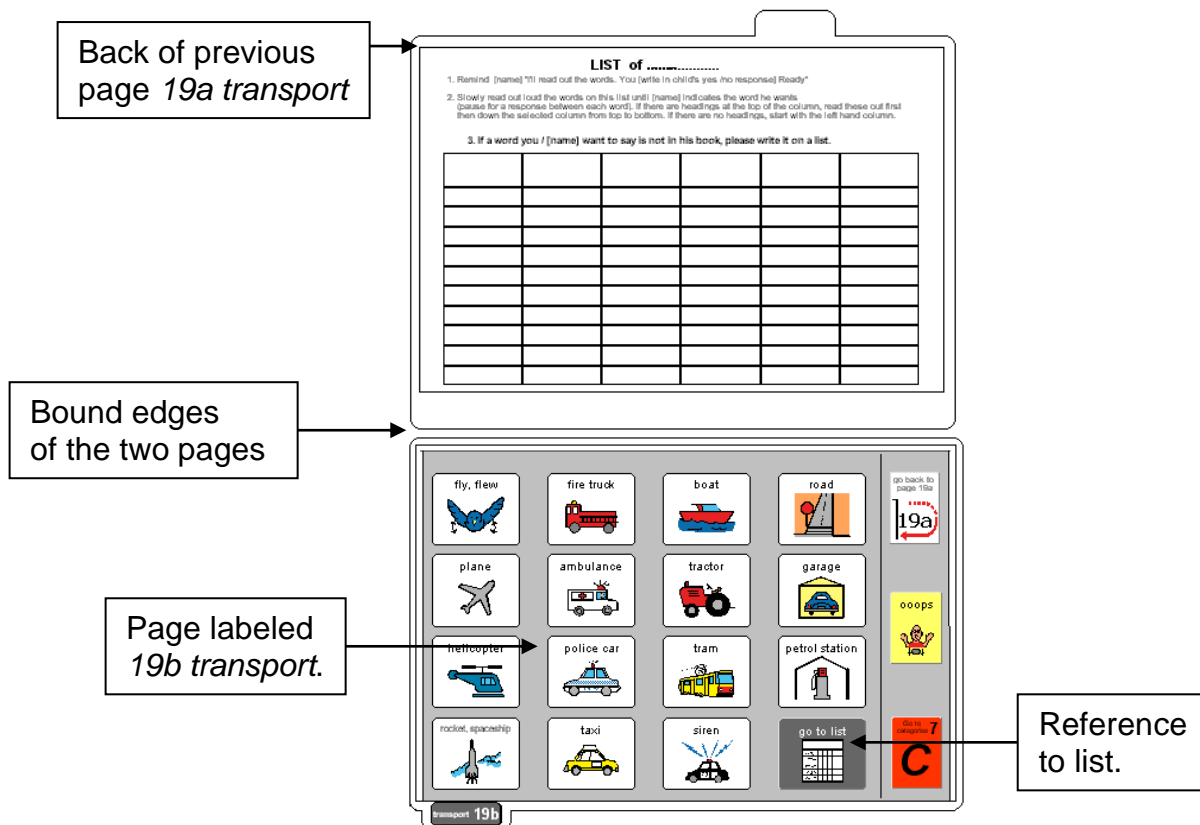 Back of previous
page 19a transport
LIST of ......................
1. Remind [name] "I'll read out the words. You [write in child's yes /no response] Ready"
2. Slowly read out loud the words on this list until [name] indicates the word he wants
(pause for a response between each word). If there are headings at the top of the column, read these out first
then down the selected column from top to bottom. If there are no headings, start with the left hand column.
3. If a word you / [name] want to say is not in his book, please write it on a list.
Bound edges
of the two pages
fly, flew
fire truck
boat
road
go back to
page 19a
19a
plane
ambulance
tractor
garage
ooops
Page labeled
19b transport.
helicopter
police car
tram
petrol station
rocket, spaceship
taxi
siren
go to list
Go to
categories 7
C
Reference
to list.
transport 19b